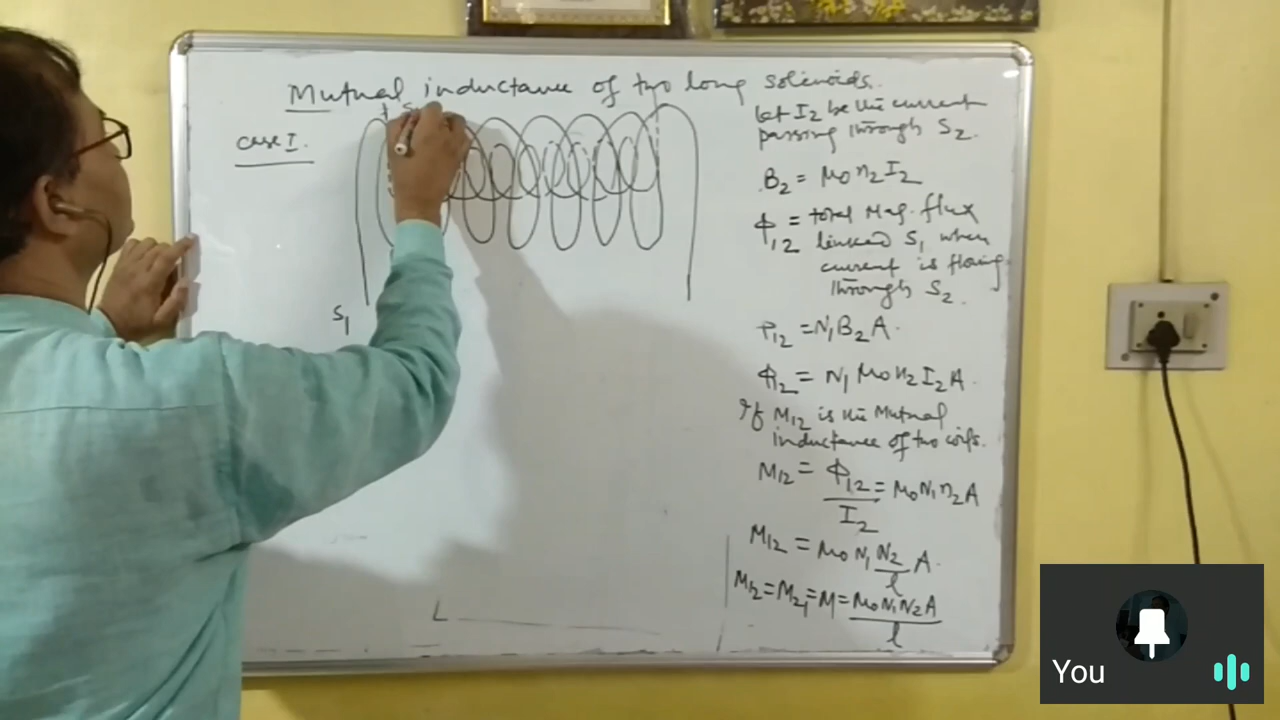 Mutual inductance of two long solenoids.
case I.
S1
let I2 be the current
passing through S2.
B2 = μ0 n2 I2
ϕ12 = total Mag. flux
linked S1 when
current is flowing
through S2.
ϕ12 = N1 B2 A.
ϕ12 = N1 μ0 n2 I2 A.
If M12 is the Mutual
inductance of two coils.
M12 = ϕ12/I2 = μ0 N1 n2 A
M12 = μ0 N1 N2/l A.
M12 = M21 = M = μ0 N1 N2 A/l
You